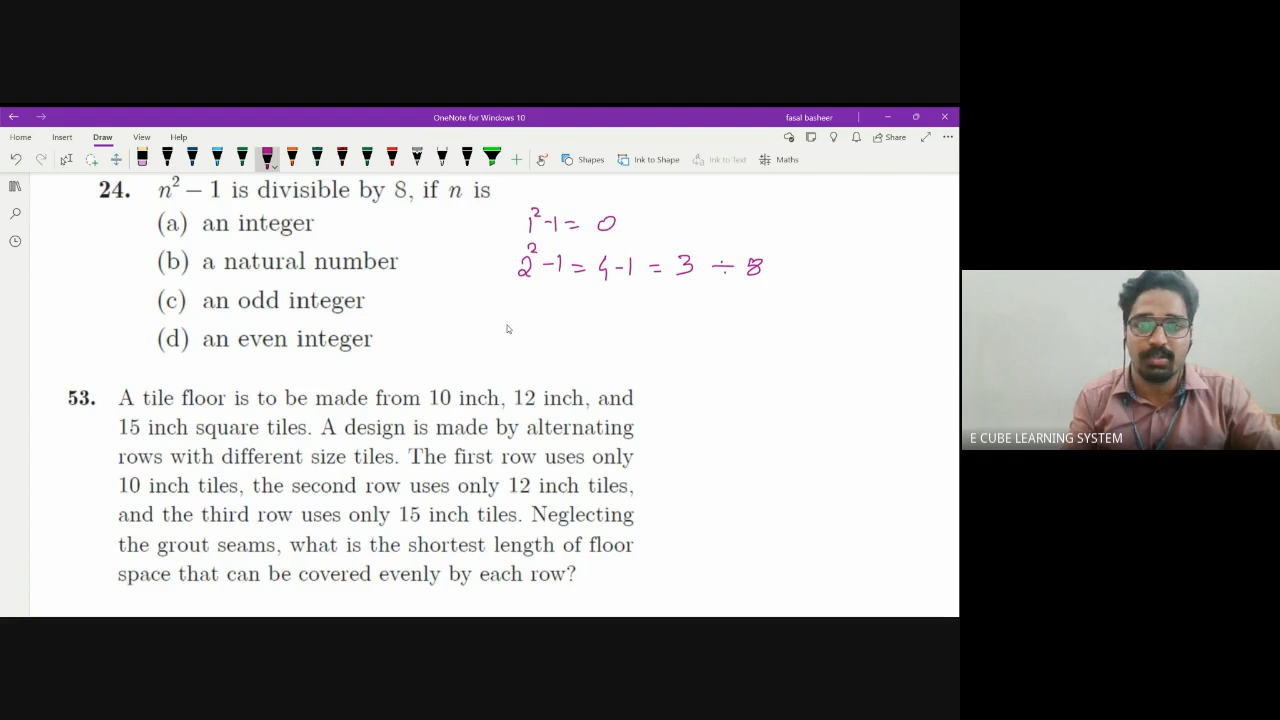 OneNote for Windows 10
fasal basheer
Home Insert Draw View Help
Share
Shapes Ink to Shape Ink to Text Maths
24. n² − 1 is divisible by 8, if n is
(a) an integer
(b) a natural number
(c) an odd integer
(d) an even integer
1² -1 = 0
2² -1 = 4 -1 = 3 ÷ 8
53. A tile floor is to be made from 10 inch, 12 inch, and
15 inch square tiles. A design is made by alternating
rows with different size tiles. The first row uses only
10 inch tiles, the second row uses only 12 inch tiles,
and the third row uses only 15 inch tiles. Neglecting
the grout seams, what is the shortest length of floor
space that can be covered evenly by each row?
E CUBE LEARNING SYSTEM